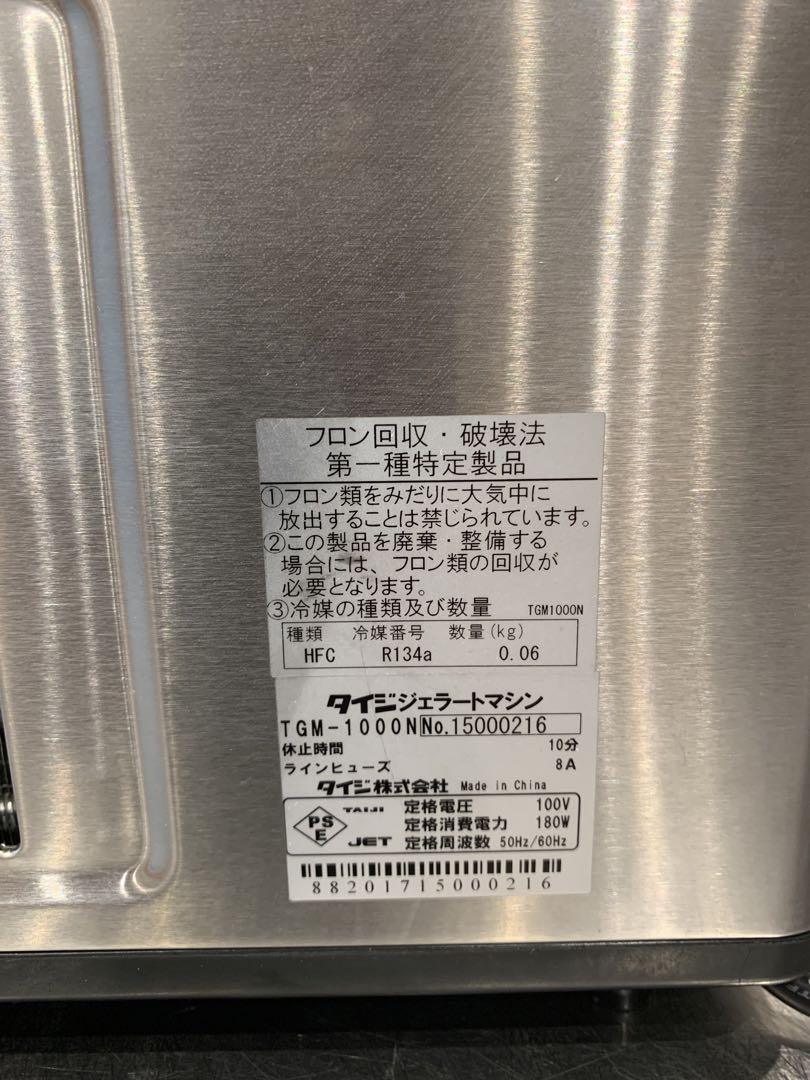 フロン回収・破壊法
第一種特定製品
①フロン類をみだりに大気中に
放出することは禁じられています。
②この製品を廃棄・整備する
場合には、フロン類の回収が
必要となります。
③冷媒の種類及び数量 TGM1000N
種類 冷媒番号 数量(kg)
HFC R134a 0.06
タイジジェラートマシン
TGM-1000N No.15000216
休止時間 10分
ラインヒューズ 8A
タイジ株式会社 Made in China
PS E TAIJI 定格電圧 100V
定格消費電力 180W
JET 定格周波数 50Hz/60Hz
88201715000216